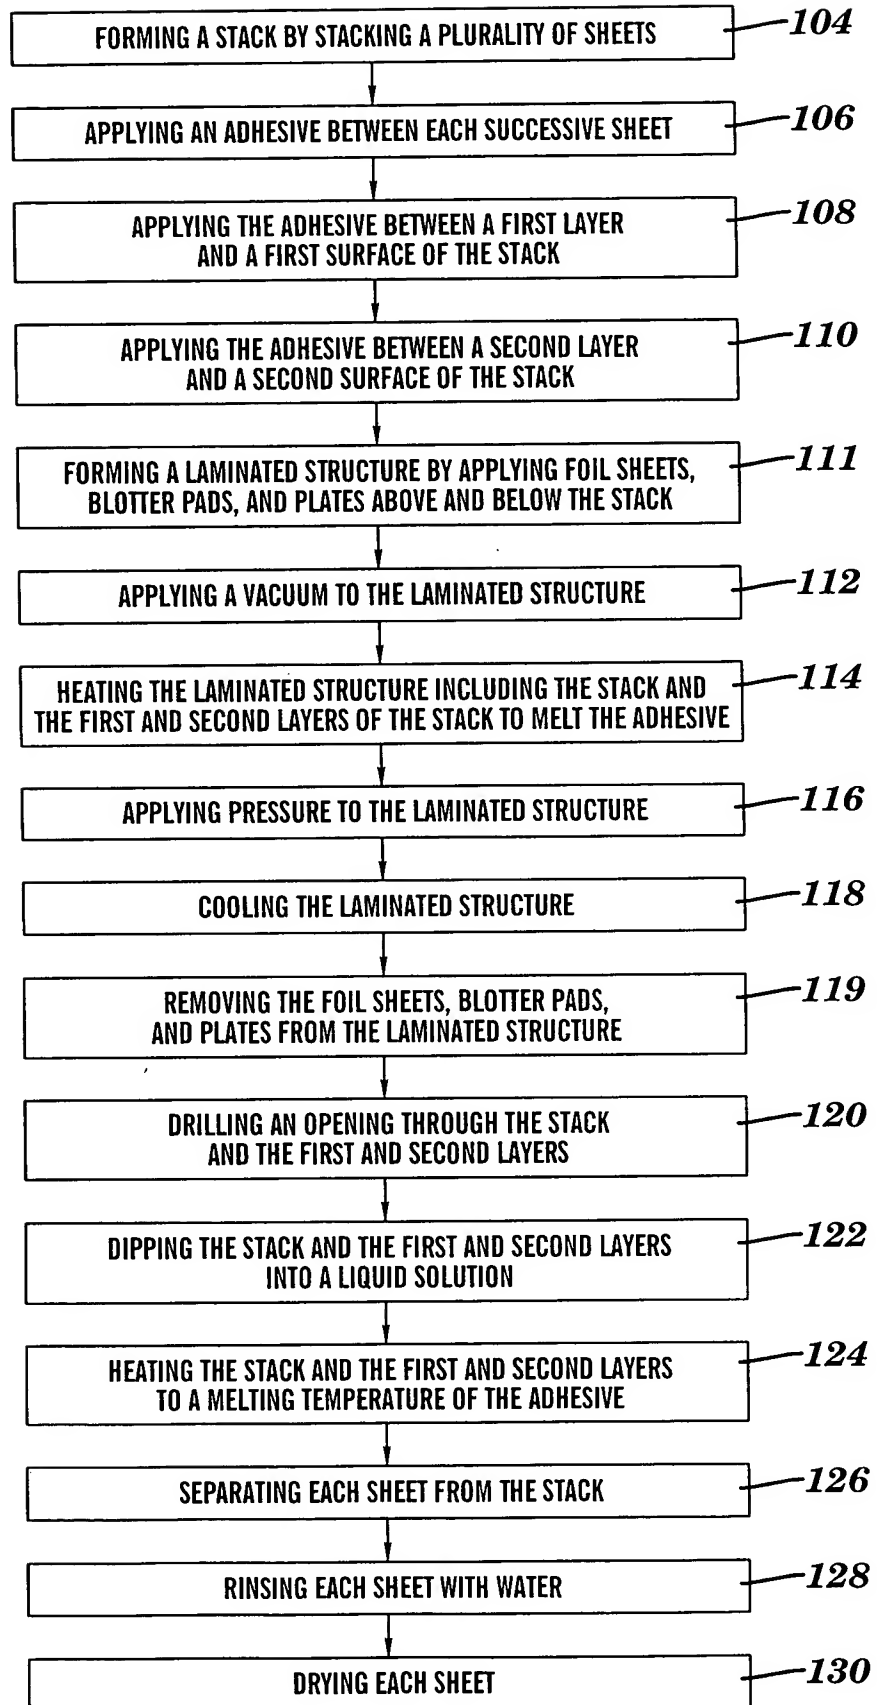 FORMING A STACK BY STACKING A PLURALITY OF SHEETS 104
APPLYING AN ADHESIVE BETWEEN EACH SUCCESSIVE SHEET 106
APPLYING THE ADHESIVE BETWEEN A FIRST LAYER 108
AND A FIRST SURFACE OF THE STACK
APPLYING THE ADHESIVE BETWEEN A SECOND LAYER 110
AND A SECOND SURFACE OF THE STACK
FORMING A LAMINATED STRUCTURE BY APPLYING FOIL SHEETS, 111
BLOTTER PADS, AND PLATES ABOVE AND BELOW THE STACK
APPLYING A VACUUM TO THE LAMINATED STRUCTURE 112
HEATING THE LAMINATED STRUCTURE INCLUDING THE STACK AND 114
THE FIRST AND SECOND LAYERS OF THE STACK TO MELT THE ADHESIVE
APPLYING PRESSURE TO THE LAMINATED STRUCTURE 116
COOLING THE LAMINATED STRUCTURE 118
REMOVING THE FOIL SHEETS, BLOTTER PADS, 119
AND PLATES FROM THE LAMINATED STRUCTURE
DRILLING AN OPENING THROUGH THE STACK 120
AND THE FIRST AND SECOND LAYERS
DIPPING THE STACK AND THE FIRST AND SECOND LAYERS 122
INTO A LIQUID SOLUTION
HEATING THE STACK AND THE FIRST AND SECOND LAYERS 124
TO A MELTING TEMPERATURE OF THE ADHESIVE
SEPARATING EACH SHEET FROM THE STACK 126
RINSING EACH SHEET WITH WATER 128
DRYING EACH SHEET 130